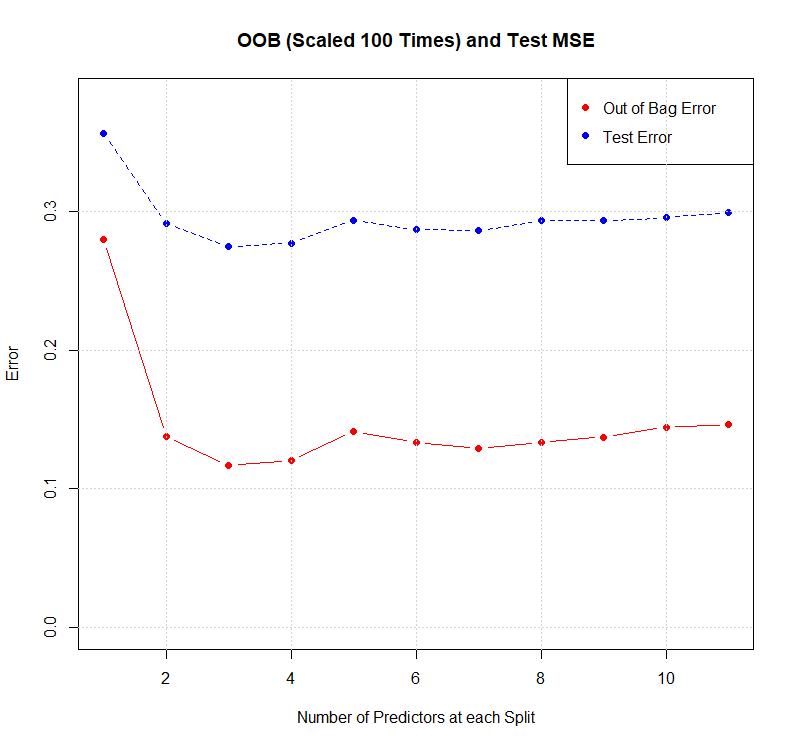 OOB (Scaled 100 Times) and Test MSE
Out of Bag Error
Test Error
Error
0.3
0.2
0.1
0.0
2 4 6 8 10
Number of Predictors at each Split